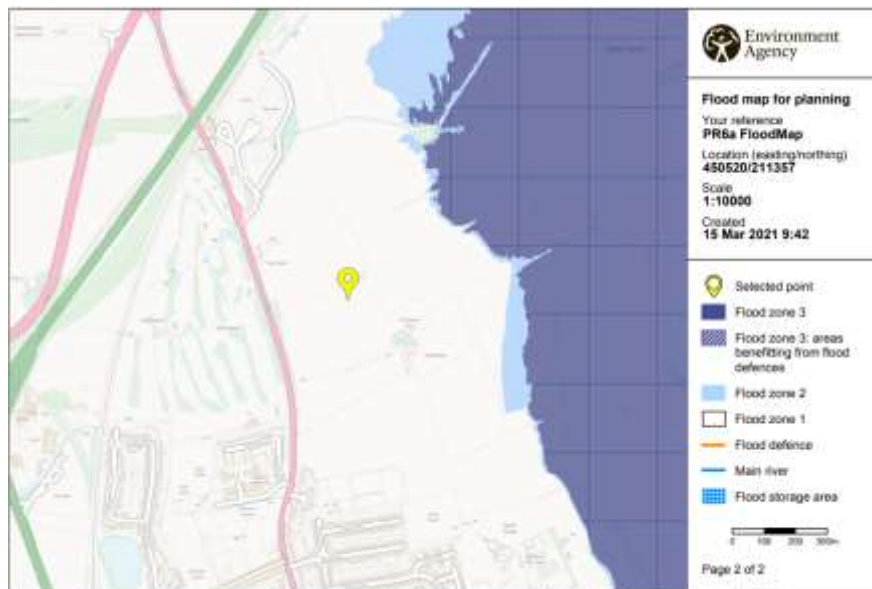 Environment
Agency
Flood map for planning
Your reference
PR6a FloodMap
Location (easting/northing)
450520/211357
Scale
1:10000
Created
15 Mar 2021 9:42
Selected point
Flood zone 3
Flood zone 3: areas
benefitting from flood
defences
Flood zone 2
Flood zone 1
Flood defence
Main river
Flood storage area
0 100 200 300m
Page 2 of 2